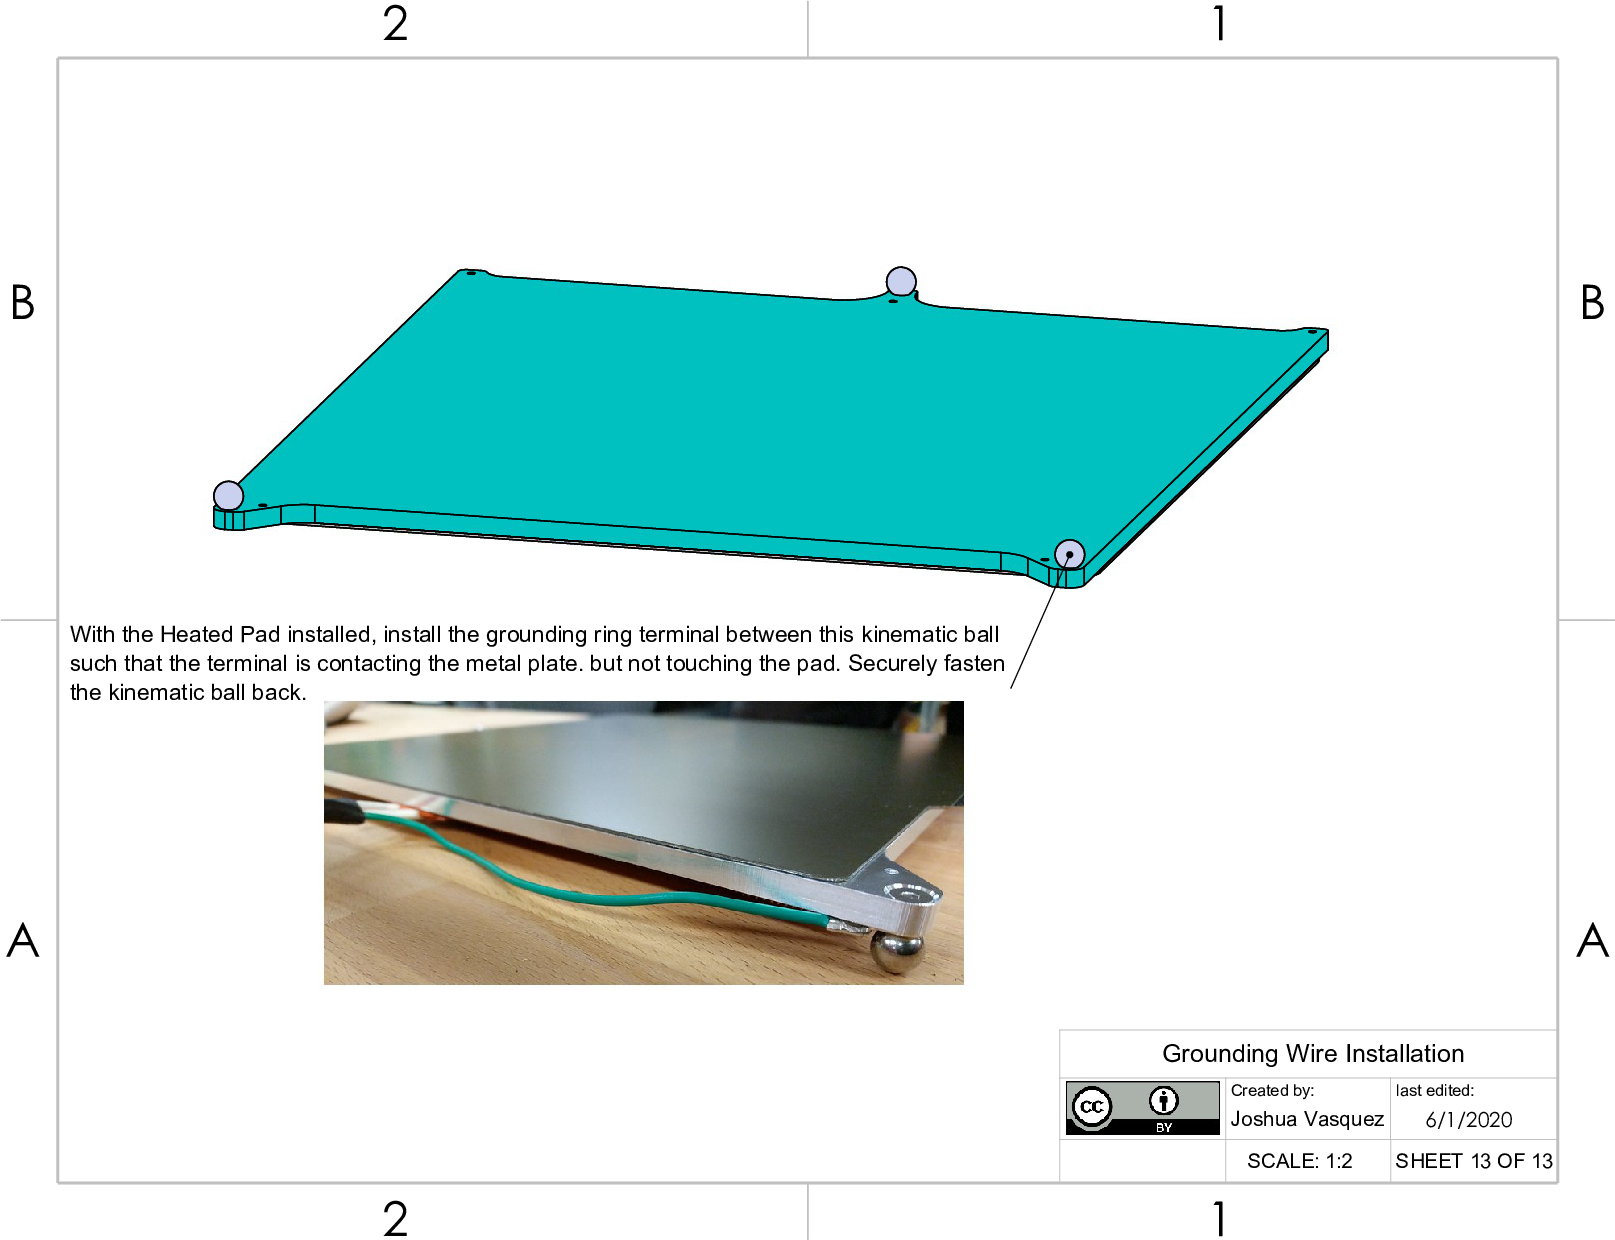 2
1
B
B
With the Heated Pad installed, install the grounding ring terminal between this kinematic ball
such that the terminal is contacting the metal plate. but not touching the pad. Securely fasten
the kinematic ball back.
A
A
Grounding Wire Installation
CC
BY
Created by:
Joshua Vasquez
last edited:
6/1/2020
SCALE: 1:2
SHEET 13 OF 13
2
1